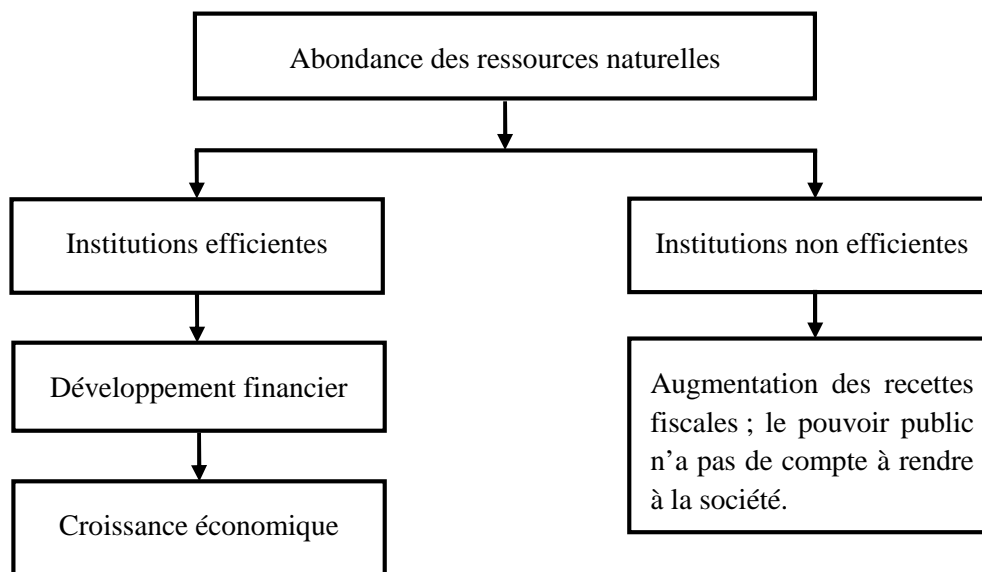 Abondance des ressources naturelles
Institutions efficientes
Institutions non efficientes
Développement financier
Augmentation des recettes
fiscales ; le pouvoir public
n’a pas de compte à rendre
à la société.
Croissance économique